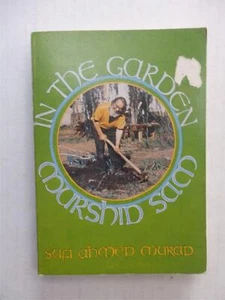 IN THE GARDEN
MURSHID SAM
SUFI AHMED MURAD